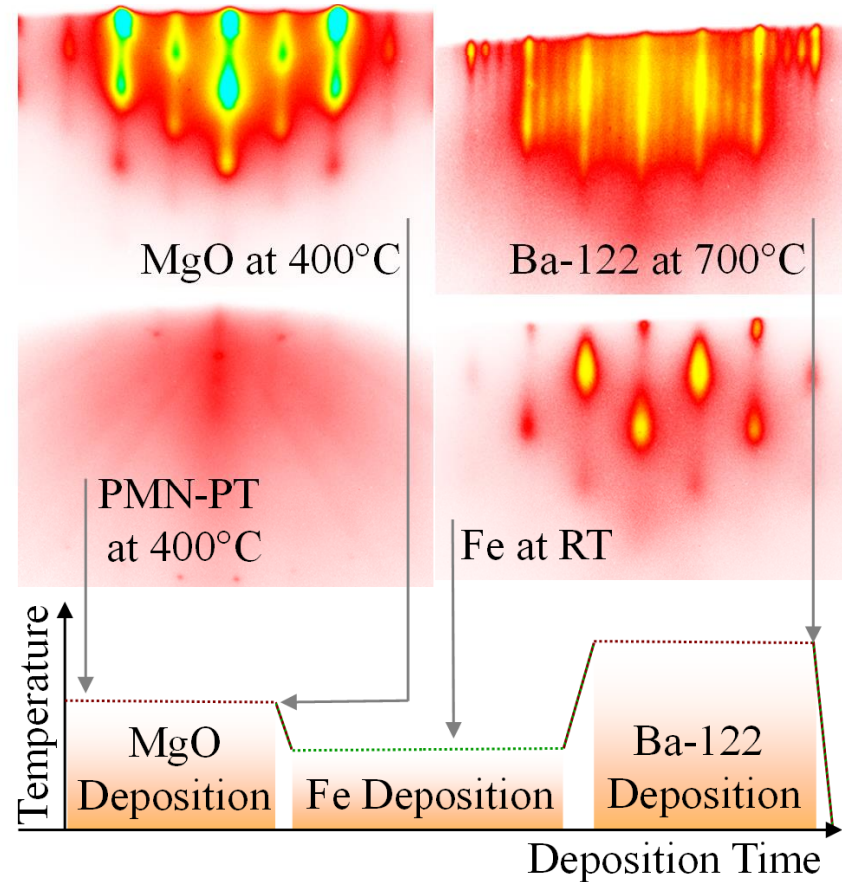 MgO at 400°C
Ba-122 at 700°C
PMN-PT
at 400°C
Fe at RT
Temperature
MgO
Deposition
Fe Deposition
Ba-122
Deposition
Deposition Time